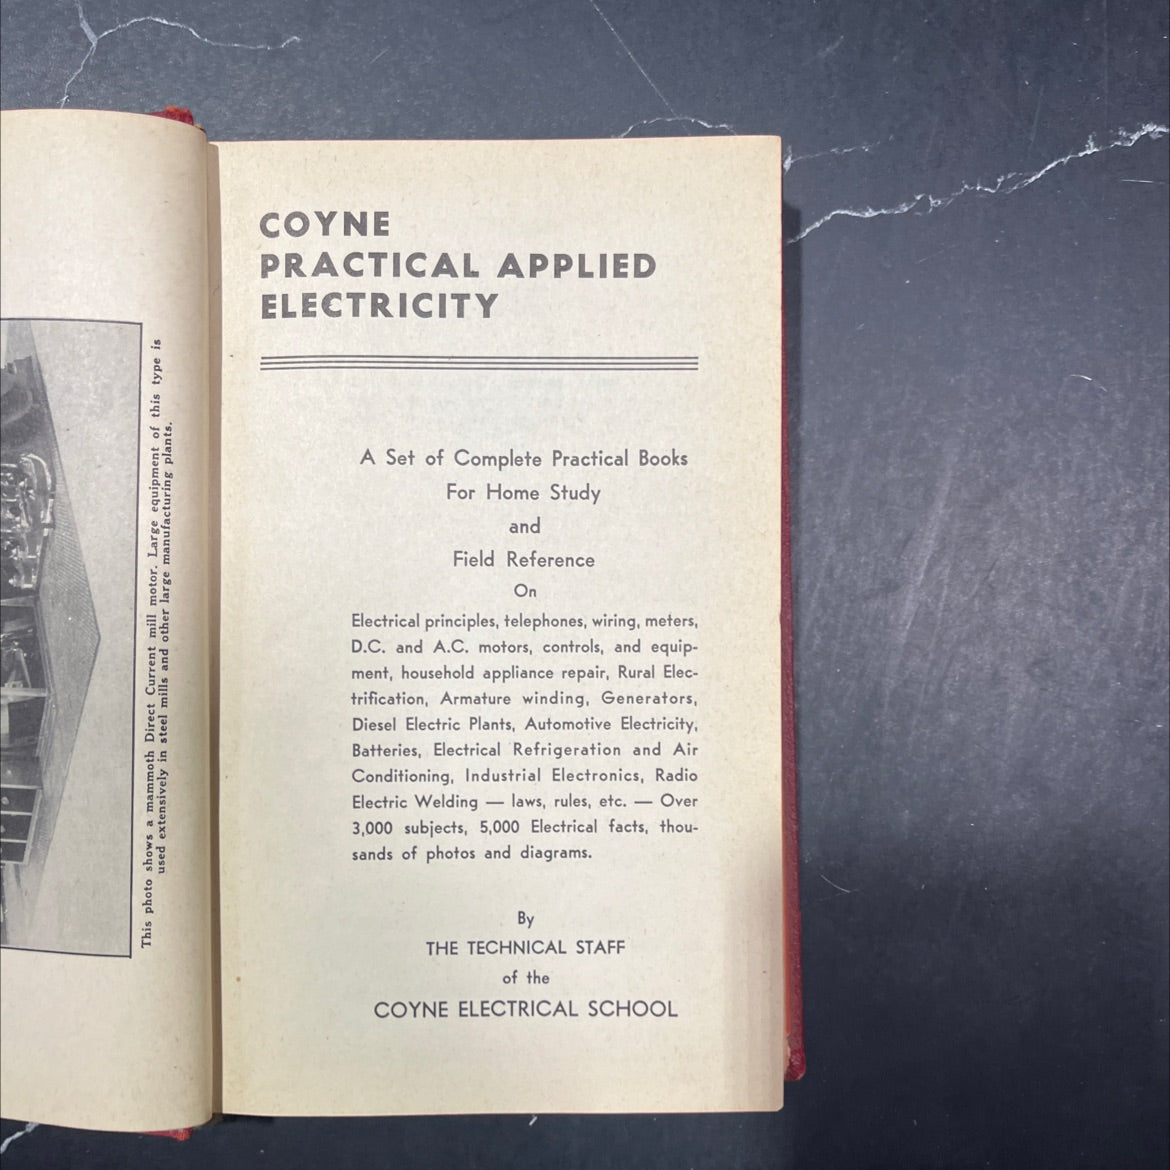 This photo shows a mammoth Direct Current mill motor. Large equipment of this type is
used extensively in steel mills and other large manufacturing plants.
COYNE
PRACTICAL APPLIED
ELECTRICITY
A Set of Complete Practical Books
For Home Study
and
Field Reference
On
Electrical principles, telephones, wiring, meters,
D.C. and A.C. motors, controls, and equip-
ment, household appliance repair, Rural Elec-
trification, Armature winding, Generators,
Diesel Electric Plants, Automotive Electricity,
Batteries, Electrical Refrigeration and Air
Conditioning, Industrial Electronics, Radio
Electric Welding — laws, rules, etc. — Over
3,000 subjects, 5,000 Electrical facts, thou-
sands of photos and diagrams.
By
THE TECHNICAL STAFF
of the
COYNE ELECTRICAL SCHOOL